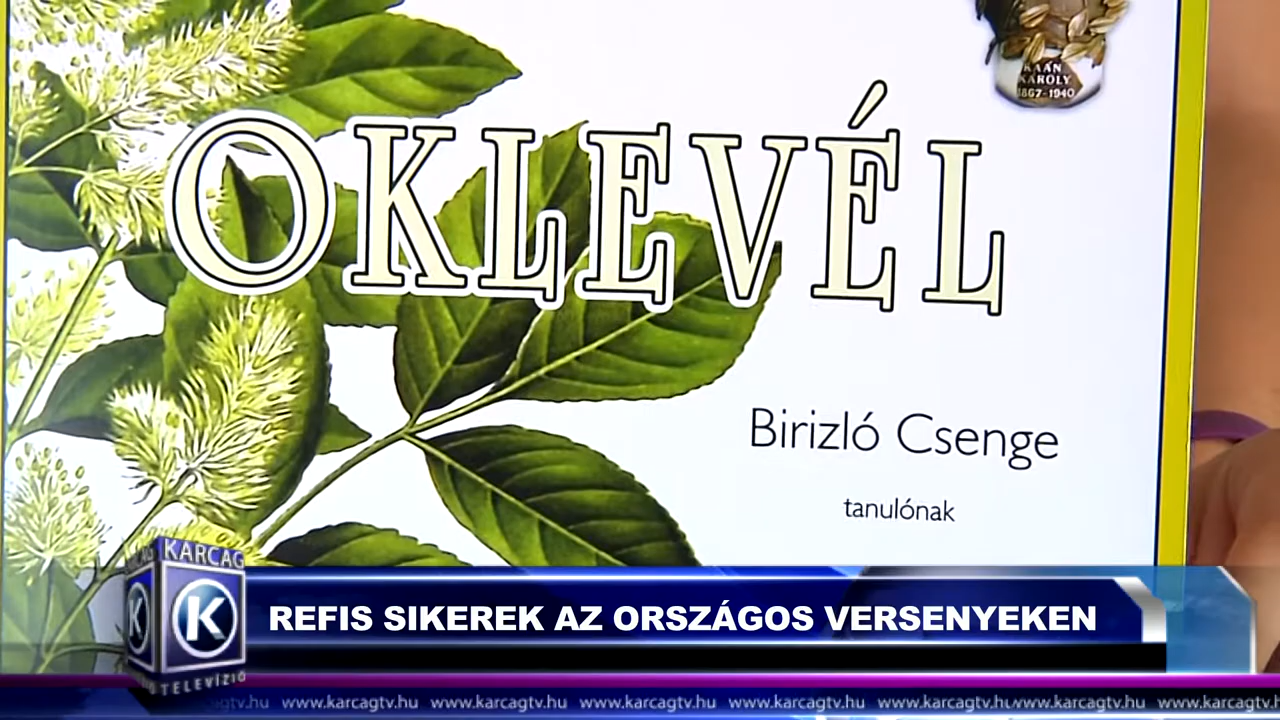 KAÁN
KÁROLY
1867-1940
OKLEVÉL
Birizló Csenge
tanulónak
KARCAG
K
TELEVÍZIÓ
REFIS SIKEREK AZ ORSZÁGOS VERSENYEKEN
www.karcagtv.hu www.karcagtv.hu www.karcagtv.hu www.karcagtv.hu www.karcagtv.hu www.karcagtv.hu www.karcagtv.hu